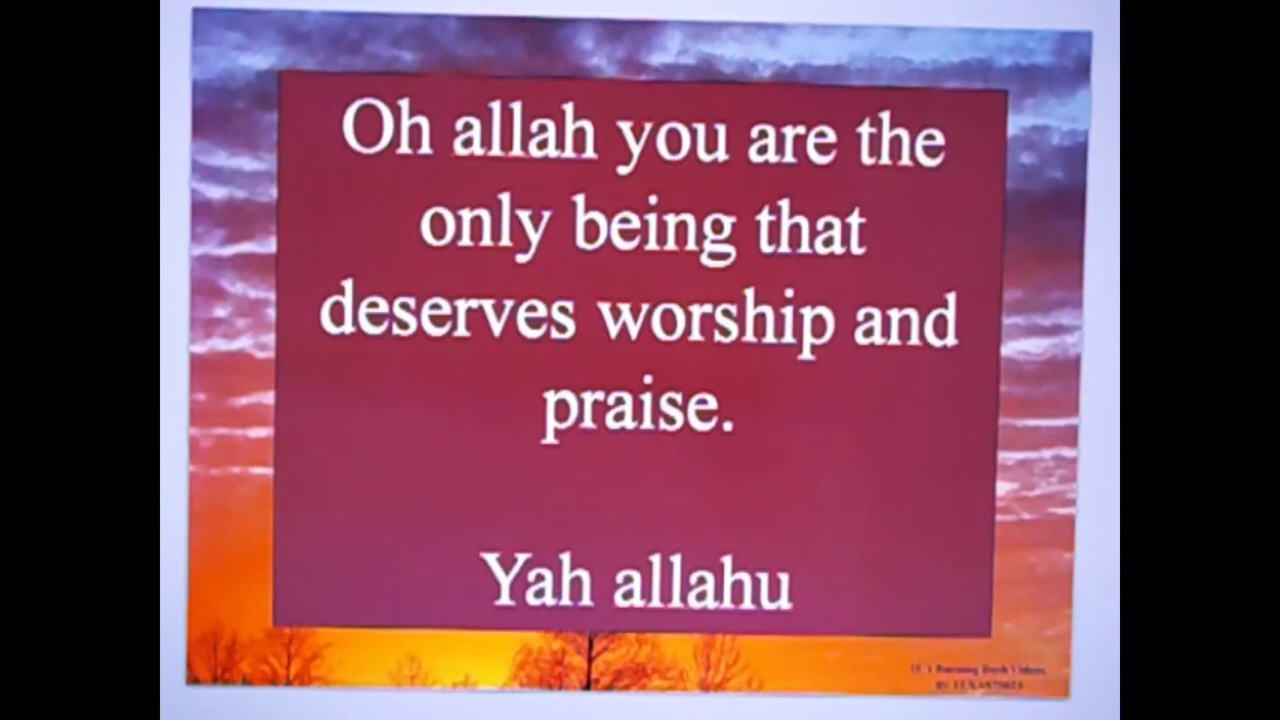 Oh allah you are the
only being that
deserves worship and
praise.
Yah allahu